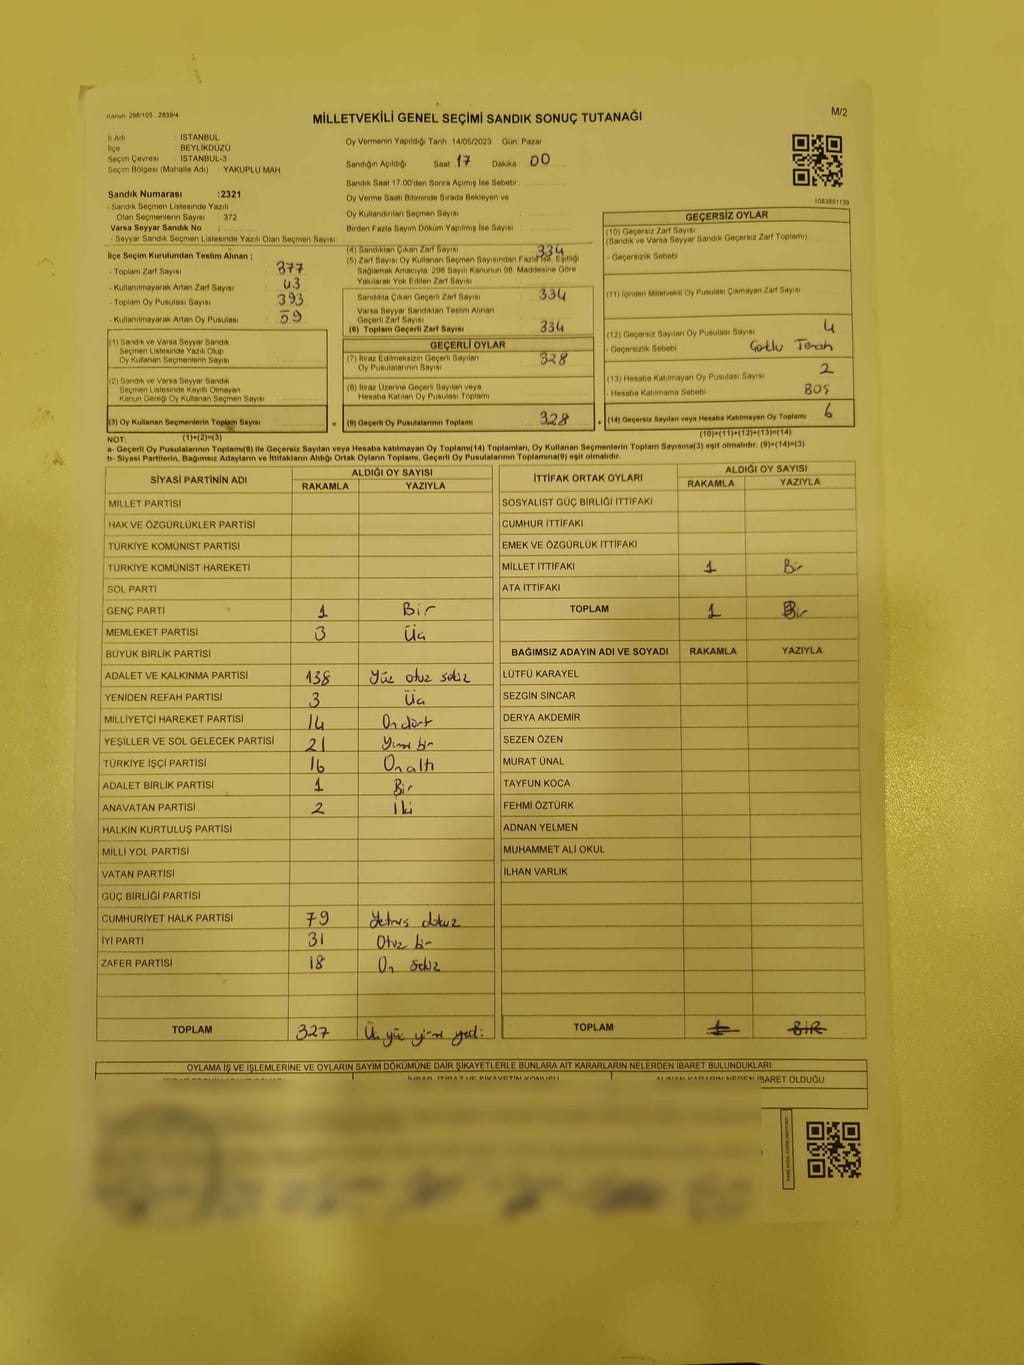 Kanun: 298/105, 2839/4
MİLLETVEKİLİ GENEL SEÇİMİ SANDIK SONUÇ TUTANAĞI
M/2
İl Adı : İSTANBUL
İlçe : BEYLİKDÜZÜ
Seçim Çevresi : İSTANBUL-3
Seçim Bölgesi (Mahalle Adı) : YAKUPLU MAH
Sandık Numarası :2321
- Sandık Seçmen Listesinde Yazılı
Olan Seçmenlerin Sayısı : 372
Varsa Seyyar Sandık No :
- Seyyar Sandık Seçmen Listesinde Yazılı Olan Seçmen Sayısı:
Oy Vermenin Yapıldığı Tarih: 14/05/2023 Gün: Pazar
Sandığın Açıldığı Saat 17 Dakika: 00
Sandık Saat 17:00'den Sonra Açılmış İse Sebebi:
Oy Verme Saati Bitiminde Sırada Bekleyen ve
Oy Kullandırılan Seçmen Sayısı :
Birden Fazla Sayım Döküm Yapılmış İse Sayısı :
1083851139
İlçe Seçim Kurulundan Teslim Alınan ;
- Toplam Zarf Sayısı : 377
- Kullanılmayarak Artan Zarf Sayısı : 43
- Toplam Oy Pusulası Sayısı : 393
- Kullanılmayarak Artan Oy Pusulası : 59
(1) Sandık ve Varsa Seyyar Sandık
Seçmen Listesinde Yazılı Olup
Oy Kullanan Seçmenlerin Sayısı
(2) Sandık ve Varsa Seyyar Sandık
Seçmen Listesinde Kayıtlı Olmayan
Kanun Gereği Oy Kullanan Seçmen Sayısı
(3) Oy Kullanan Seçmenlerin Toplam Sayısı
(4) Sandıktan Çıkan Zarf Sayısı 334
(5) Zarf Sayısı Oy Kullanan Seçmen Sayısından Fazla İse, Eşitliği
Sağlamak Amacıyla, 298 Sayılı Kanunun 98. Maddesine Göre
Yakılarak Yok Edilen Zarf Sayısı :
Sandıkta Çıkan Geçerli Zarf Sayısı 334
Varsa Seyyar Sandıktan Teslim Alınan
Geçerli Zarf Sayısı
(6) Toplam Geçerli Zarf Sayısı 334
GEÇERLİ OYLAR
(7) İtiraz Edilmeksizin Geçerli Sayılan
Oy Pusulalarının Sayısı 328
(8) İtiraz Üzerine Geçerli Sayılan veya
Hesaba Katılan Oy Pusulası Toplamı
= (9) Geçerli Oy Pusulalarının Toplamı 328 +
GEÇERSİZ OYLAR
(10) Geçersiz Zarf Sayısı
(Sandık ve Varsa Seyyar Sandık Geçersiz Zarf Toplamı)
- Geçersizlik Sebebi
(11) İçinden Milletvekili Oy Pusulası Çıkmayan Zarf Sayısı
(12) Geçersiz Sayılan Oy Pusulası Sayısı 4
- Geçersizlik Sebebi
(13) Hesaba Katılmayan Oy Pusulası Sayısı 2
- Hesaba Katılmama Sebebi BOŞ
(14) Geçersiz Sayılan veya Hesaba Katılmayan Oy Toplamı 6
NOT: (1)+(2)=(3) (10)+(11)+(12)+(13)=(14)
a- Geçerli Oy Pusulalarının Toplamı(9) ile Geçersiz Sayılan veya Hesaba Katılmayan Oy Toplamı(14) Toplamları, Oy Kullanan Seçmenlerin Toplam Sayısına(3) eşit olmalıdır. (9)+(14)=(3)
b- Siyasi Partilerin, Bağımsız Adayların ve İttifakların Aldığı Ortak Oyların Toplamı, Geçerli Oy Pusulalarının Toplamına(9) eşit olmalıdır.
SİYASİ PARTİNİN ADI ALDIĞI OY SAYISI
RAKAMLA YAZIYLA
MİLLET PARTİSİ
HAK VE ÖZGÜRLÜKLER PARTİSİ
TÜRKİYE KOMÜNİST PARTİSİ
TÜRKİYE KOMÜNİST HAREKETİ
SOL PARTİ
GENÇ PARTİ 1 Bir
MEMLEKET PARTİSİ 3 Üç
BÜYÜK BİRLİK PARTİSİ
ADALET VE KALKINMA PARTİSİ 138 Yüz otuz sekiz
YENİDEN REFAH PARTİSİ 3 Üç
MİLLİYETÇİ HAREKET PARTİSİ 14 On dört
YEŞİLLER VE SOL GELECEK PARTİSİ 21 Yirmi bir
TÜRKİYE İŞÇİ PARTİSİ 16 On altı
ADALET BİRLİK PARTİSİ 1 Bir
ANAVATAN PARTİSİ 2 İki
HALKIN KURTULUŞ PARTİSİ
MİLLİ YOL PARTİSİ
VATAN PARTİSİ
GÜÇ BİRLİĞİ PARTİSİ
CUMHURİYET HALK PARTİSİ 79 Yetmiş dokuz
İYİ PARTİ 31 Otuz bir
ZAFER PARTİSİ 18 On sekiz
TOPLAM 327 Üç yüz yirmi yedi
İTTİFAK ORTAK OYLARI ALDIĞI OY SAYISI
RAKAMLA YAZIYLA
SOSYALİST GÜÇ BİRLİĞİ İTTİFAKI
CUMHUR İTTİFAKI
EMEK VE ÖZGÜRLÜK İTTİFAKI
MİLLET İTTİFAKI 1 Bir
ATA İTTİFAKI
TOPLAM 1 Bir
BAĞIMSIZ ADAYIN ADI VE SOYADI RAKAMLA YAZIYLA
LÜTFÜ KARAYEL
SEZGİN SİNCAR
DERYA AKDEMİR
SEZEN ÖZEN
MURAT ÜNAL
TAYFUN KOCA
FEHMİ ÖZTÜRK
ADNAN YELMEN
MUHAMMET ALİ OKUL
İLHAN VARLIK
TOPLAM 1 BİR
OYLAMA İŞ VE İŞLEMLERİNE VE OYLARIN SAYIM DÖKÜMÜNE DAİR ŞİKAYETLERLE BUNLARA AİT KARARLARIN NELERDEN İBARET BULUNDUKLARI
ALINAN KARARIN NEDEN İBARET OLDUĞU